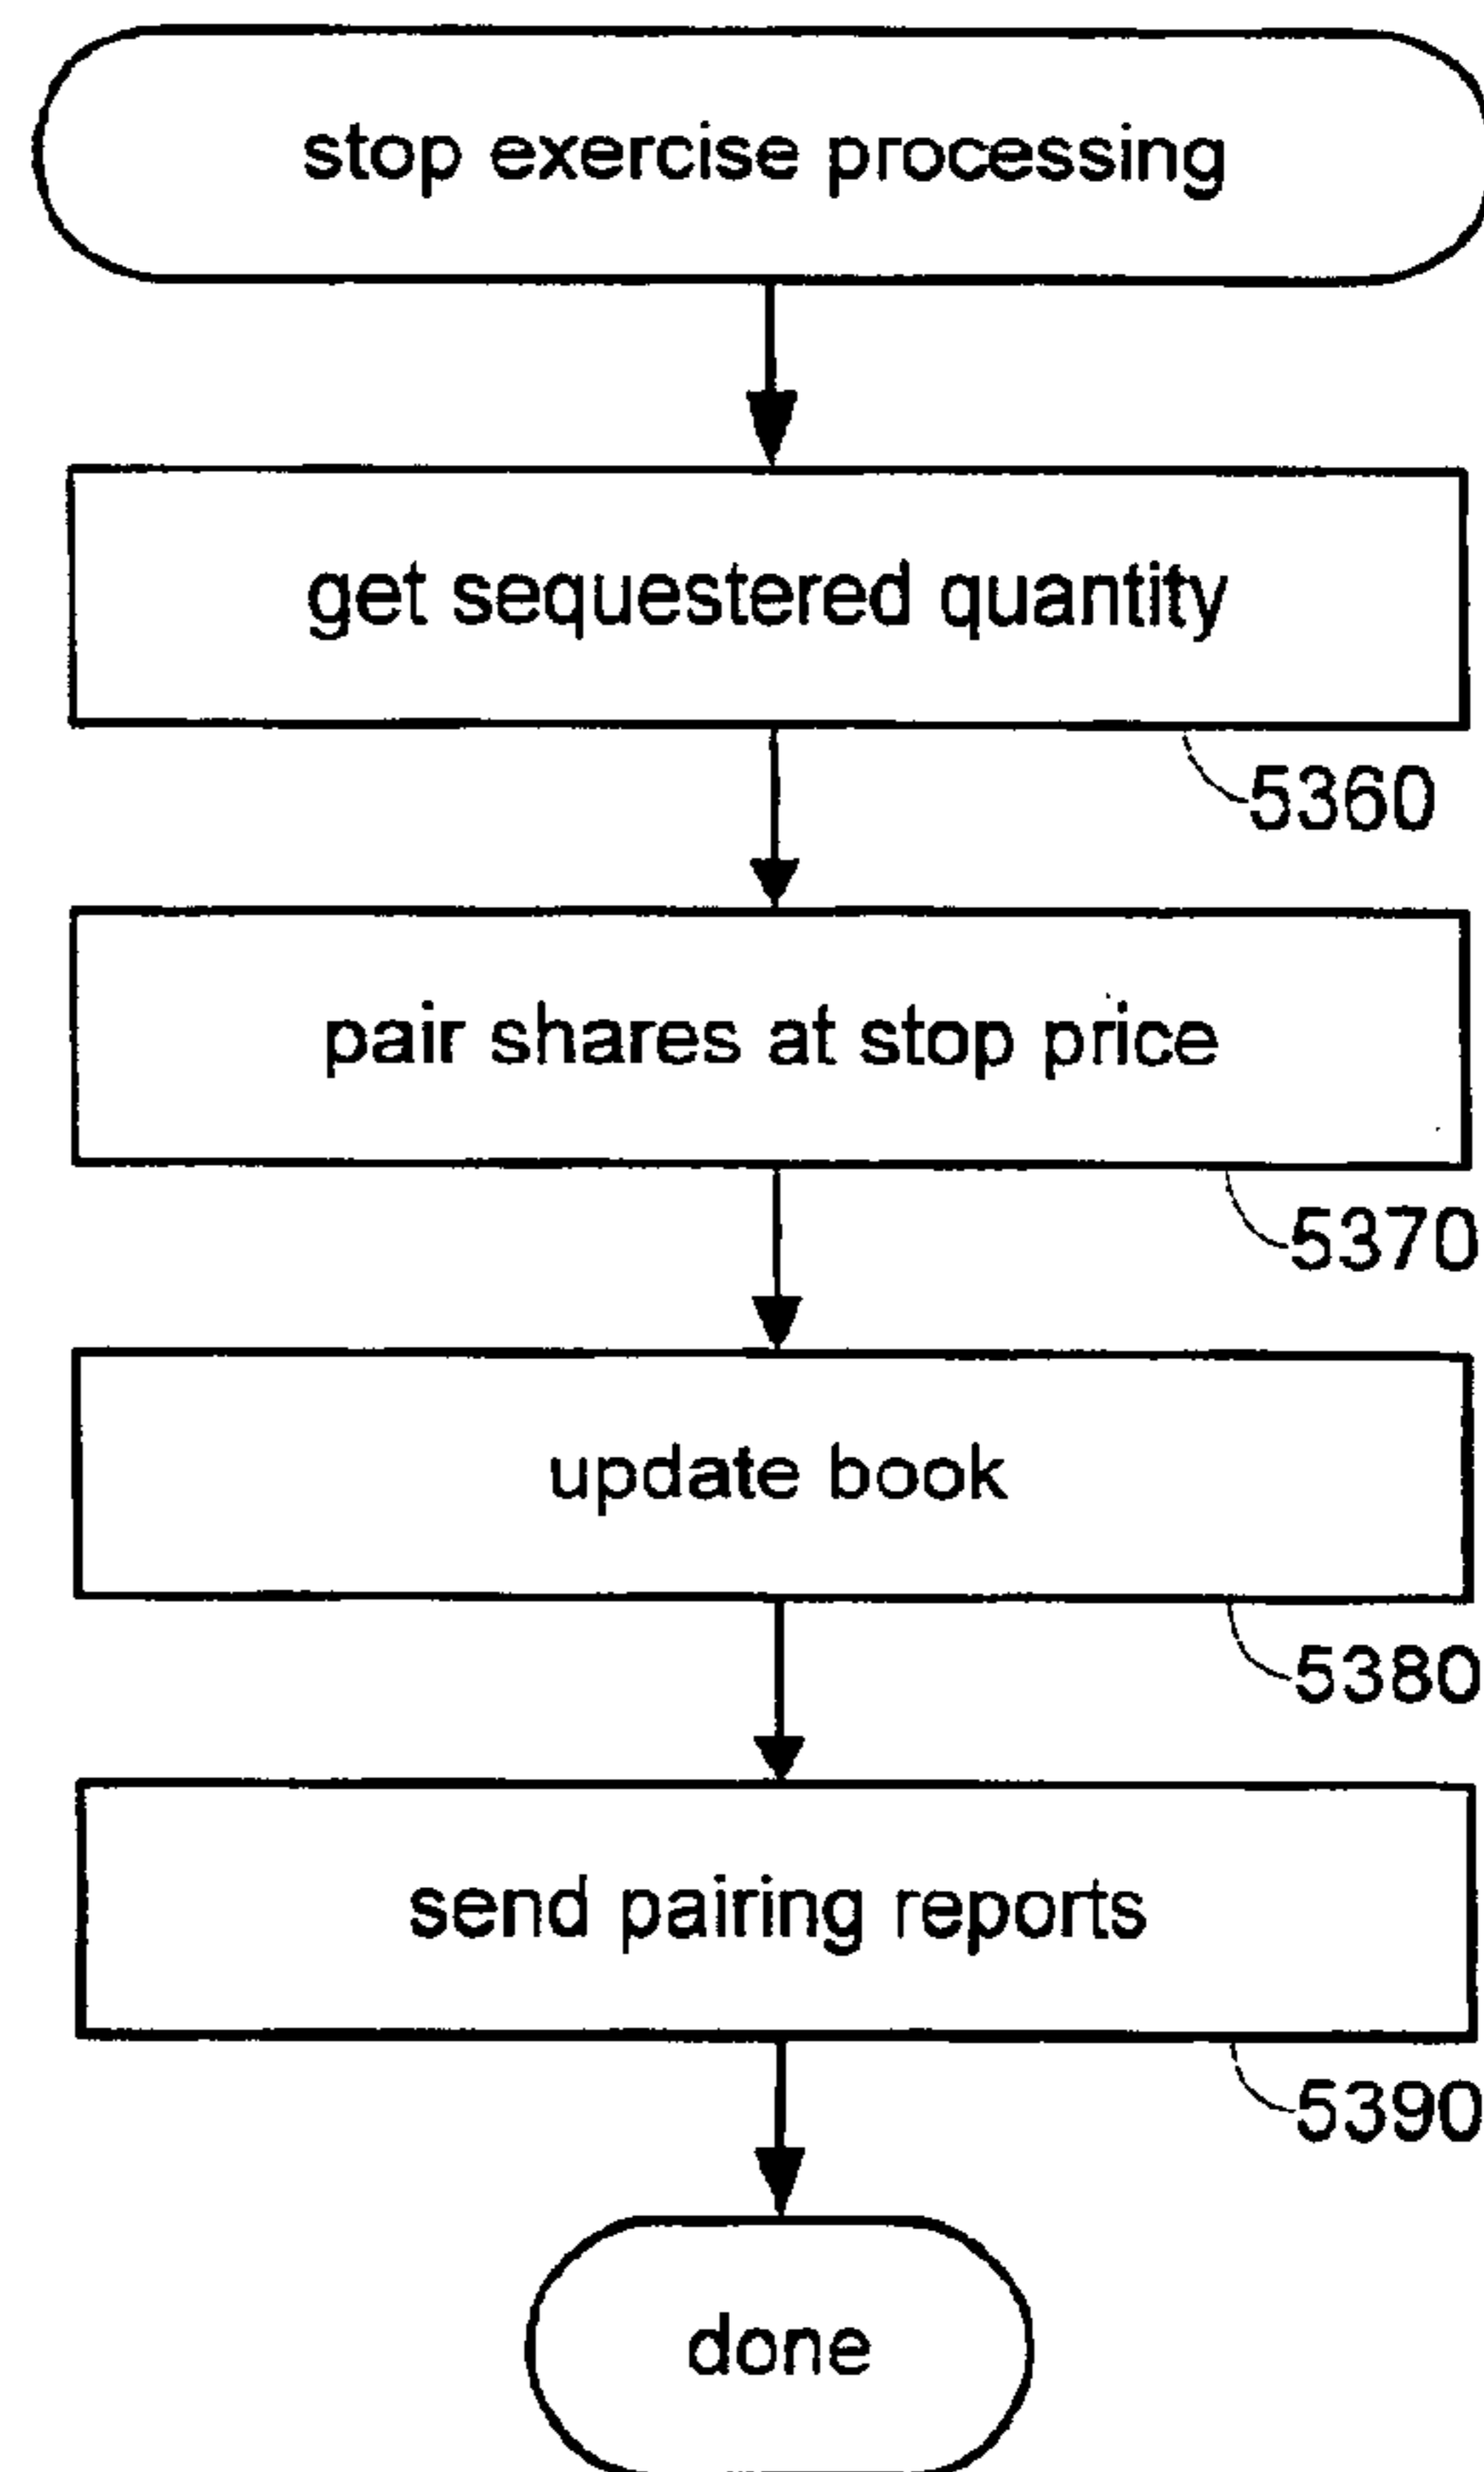 stop exercise processing
get sequestered quantity
5360
pair shares at stop price
5370
update book
5380
send pairing reports
5390
done